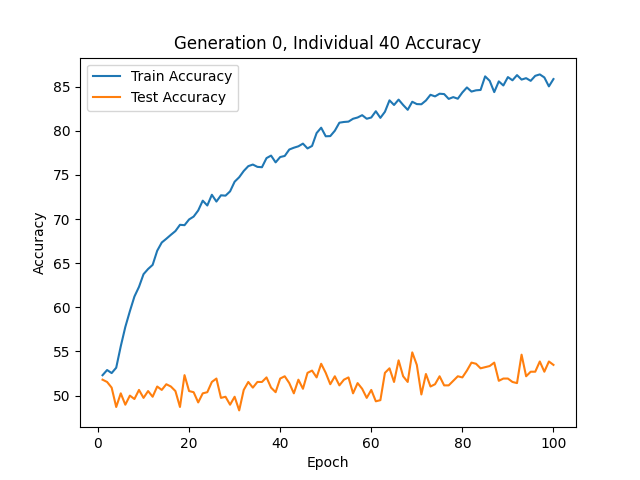 Generation 0, Individual 40 Accuracy
Train Accuracy
Test Accuracy
Accuracy
85
80
75
70
65
60
55
50
0 20 40 60 80 100
Epoch